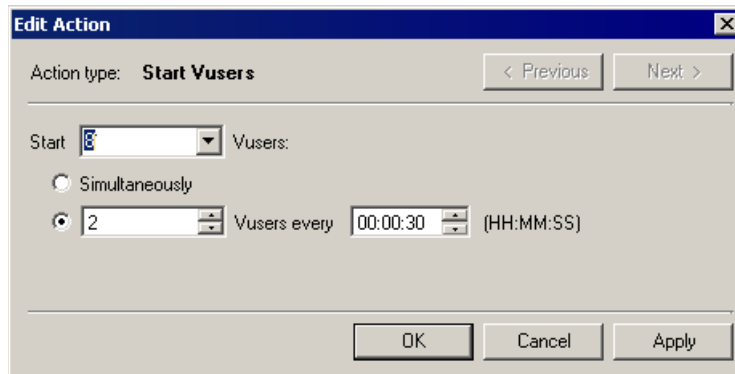 Edit Action
Action type: Start Vusers < Previous Next >
Start 8 Vusers:
Simultaneously
2 Vusers every 00:00:30 (HH:MM:SS)
OK Cancel Apply